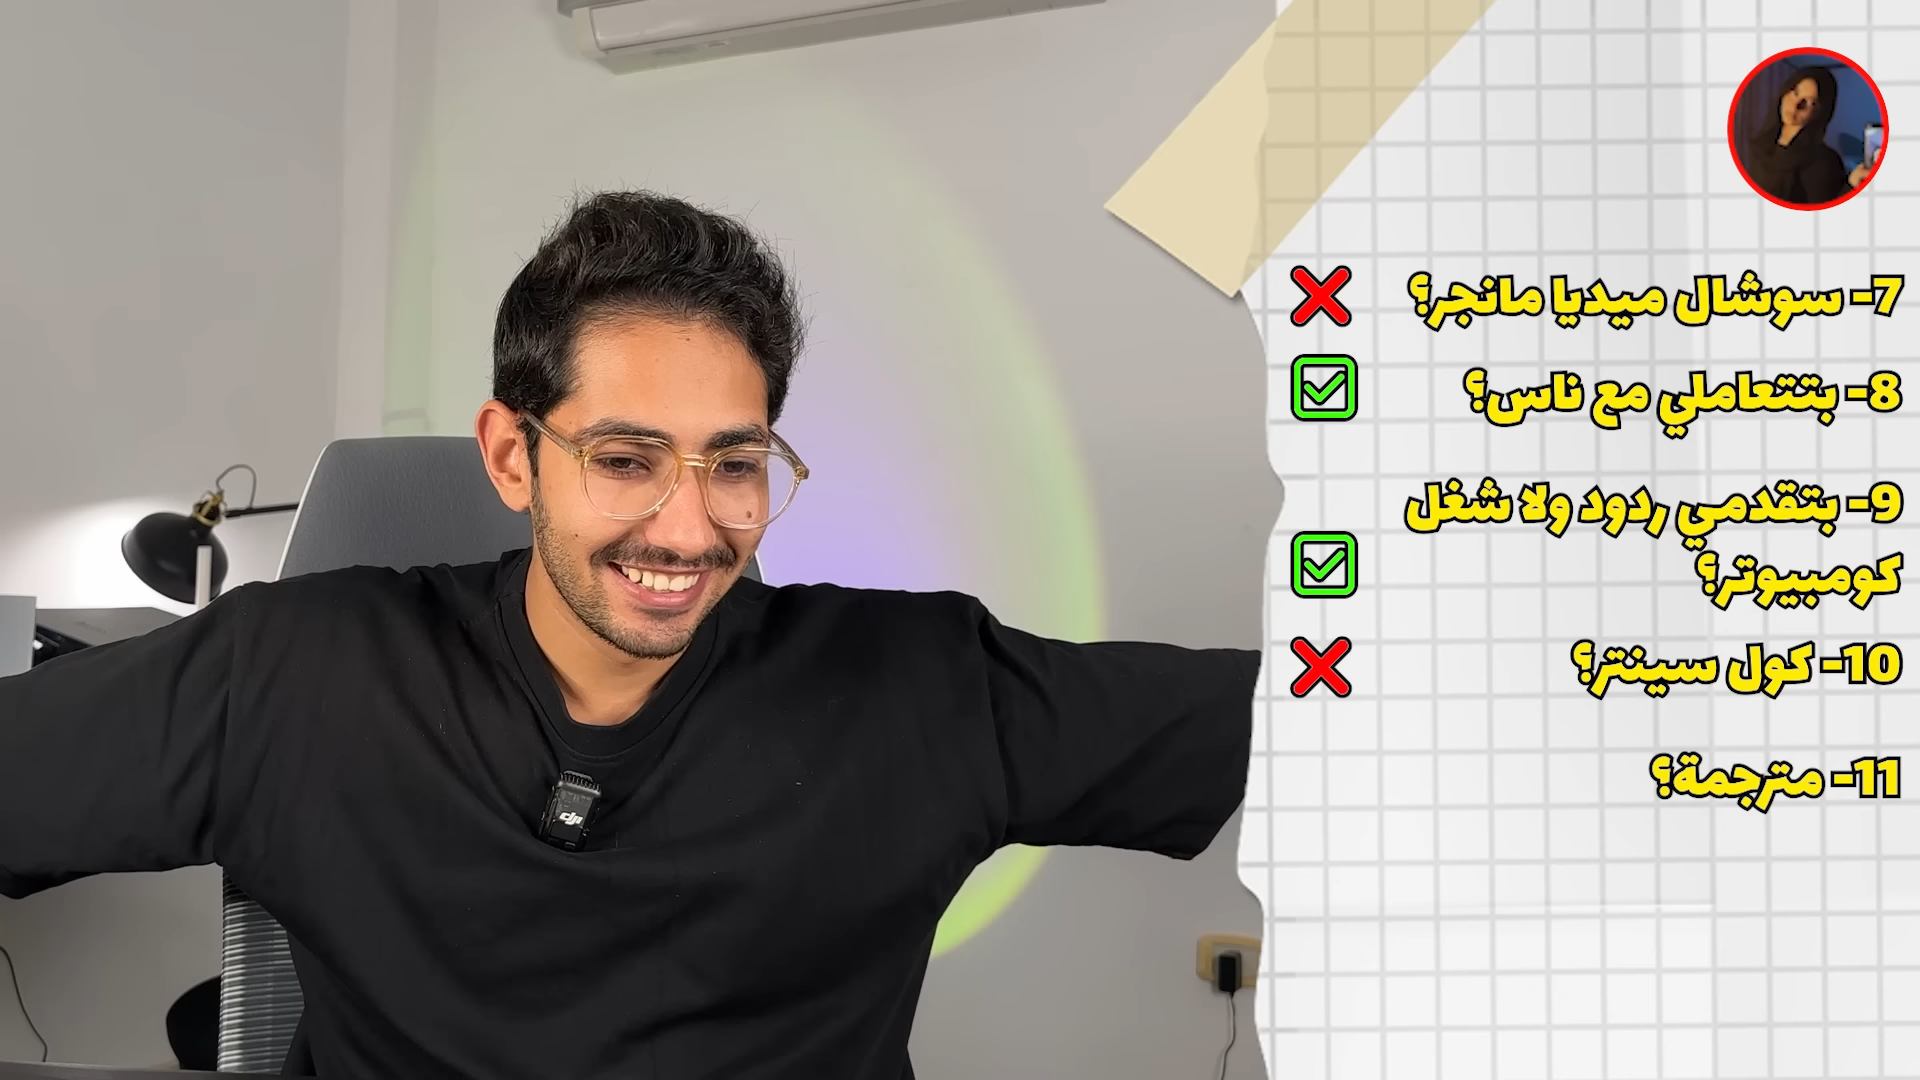 7- سوشال ميديا مانجر؟
8- بتتعاملي مع ناس؟
9- بتقدمي ردود ولا شغل
كومبيوتر؟
10- كول سينتر؟
11- مترجمة؟
dji